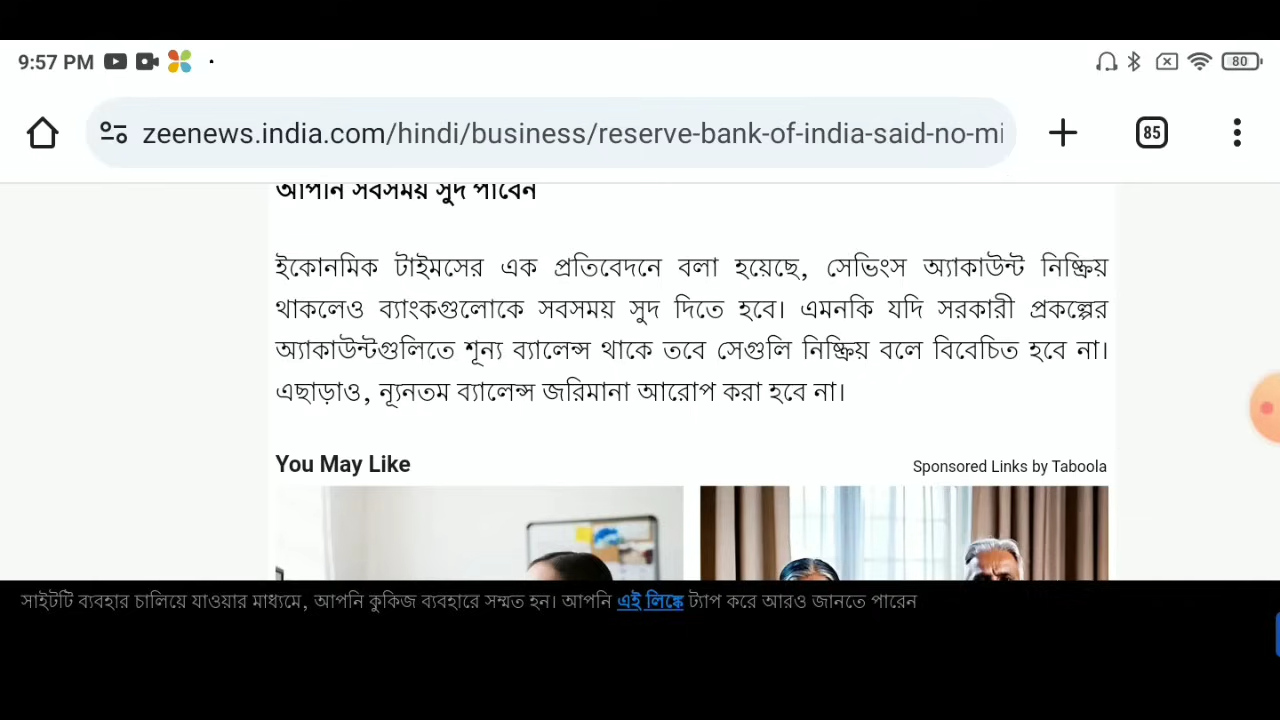 9:57 PM
80
zeenews.india.com/hindi/business/reserve-bank-of-india-said-no-mi
85
আপনি সবসময় সুদ পাবেন
ইকোনমিক টাইমসের এক প্রতিবেদনে বলা হয়েছে, সেভিংস অ্যাকাউন্ট নিষ্ক্রিয়
থাকলেও ব্যাংকগুলোকে সবসময় সুদ দিতে হবে। এমনকি যদি সরকারী প্রকল্পের
অ্যাকাউন্টগুলিতে শূন্য ব্যালেন্স থাকে তবে সেগুলি নিষ্ক্রিয় বলে বিবেচিত হবে না।
এছাড়াও, ন্যূনতম ব্যালেন্স জরিমানা আরোপ করা হবে না।
You May Like
Sponsored Links by Taboola
সাইটটি ব্যবহার চালিয়ে যাওয়ার মাধ্যমে, আপনি কুকিজ ব্যবহারে সম্মত হন। আপনি এই লিঙ্কে ট্যাপ করে আরও জানতে পারেন